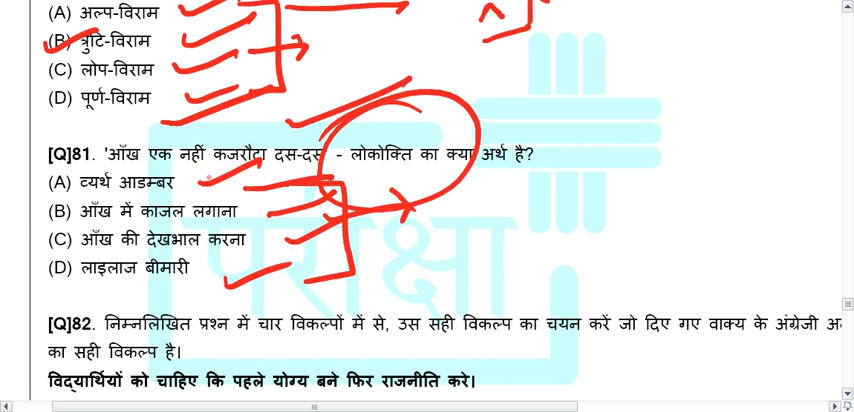 (A) अल्प-विराम
(B) त्रुटि-विराम
(C) लोप-विराम
(D) पूर्ण-विराम
[Q]81. 'आँख एक नहीं कजरौटा दस-दस' - लोकोक्ति का क्या अर्थ है?
(A) व्यर्थ आडम्बर
(B) आँख में काजल लगाना
(C) आँख की देखभाल करना
(D) लाइलाज बीमारी
परीक्षा
[Q]82. निम्नलिखित प्रश्न में चार विकल्पों में से, उस सही विकल्प का चयन करें जो दिए गए वाक्य के अंग्रेजी
का सही विकल्प है।
विद्यार्थियों को चाहिए कि पहले योग्य बने फिर राजनीति करे।